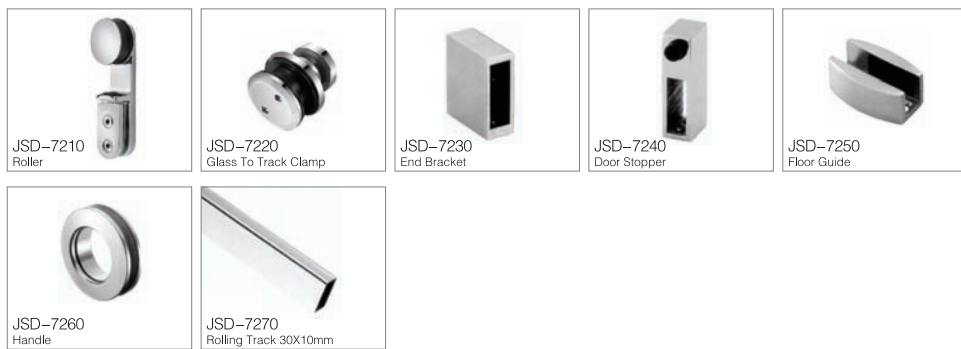 JSD-7210
Roller
JSD-7220
Glass To Track Clamp
JSD-7230
End Bracket
JSD-7240
Door Stopper
JSD-7250
Floor Guide
JSD-7260
Handle
JSD-7270
Rolling Track 30X10mm